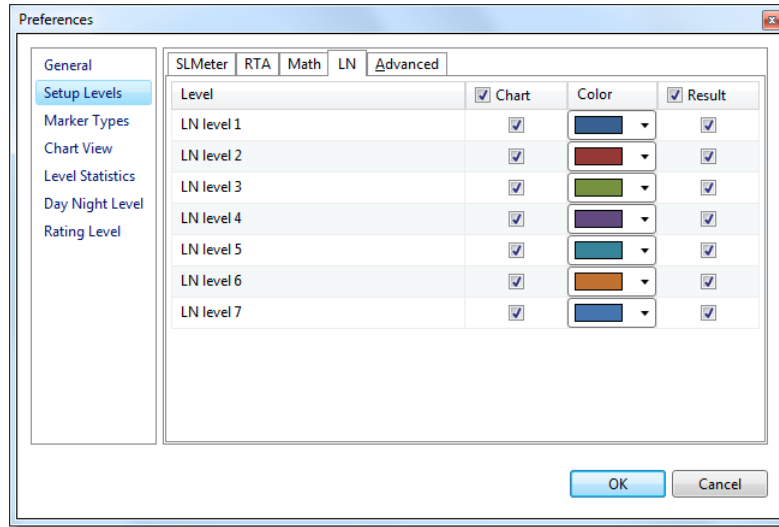 Preferences
General
Setup Levels
Marker Types
Chart View
Level Statistics
Day Night Level
Rating Level
SLMeter RTA Math LN Advanced
Level Chart Color Result
LN level 1
LN level 2
LN level 3
LN level 4
LN level 5
LN level 6
LN level 7
OK Cancel